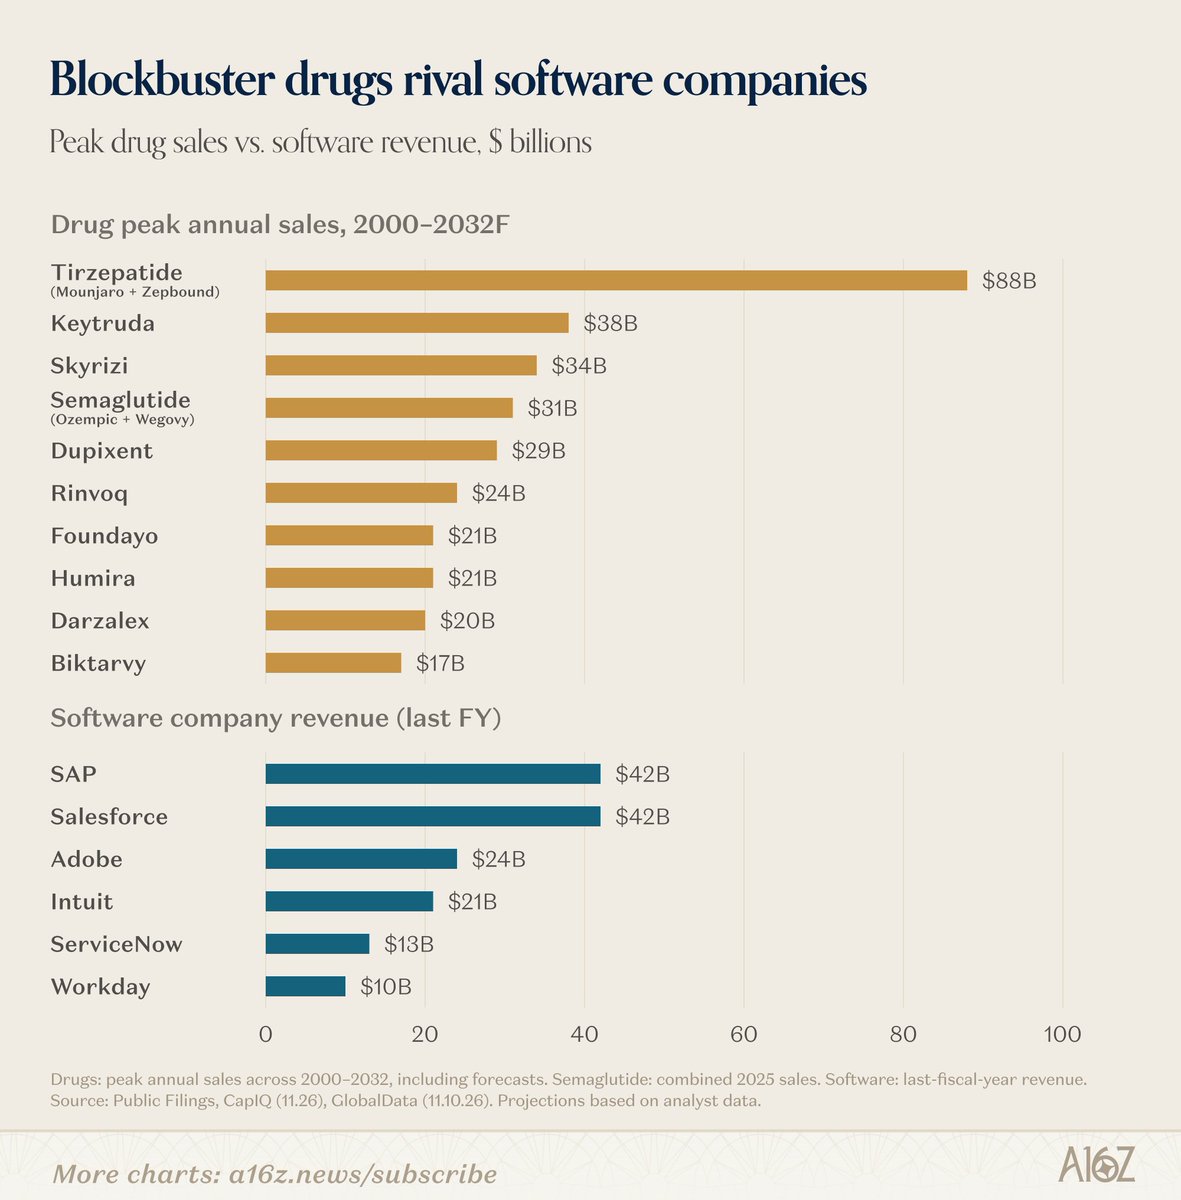 Blockbuster drugs rival software companies
Peak drug sales vs. software revenue, $ billions
Drug peak annual sales, 2000–2032F
Tirzepatide
(Mounjaro + Zepbound)
$88B
Keytruda $38B
Skyrizi $34B
Semaglutide
(Ozempic + Wegovy)
$31B
Dupixent $29B
Rinvoq $24B
Foundayo $21B
Humira $21B
Darzalex $20B
Biktarvy $17B
Software company revenue (last FY)
SAP $42B
Salesforce $42B
Adobe $24B
Intuit $21B
ServiceNow $13B
Workday $10B
0 20 40 60 80 100
Drugs: peak annual sales across 2000–2032, including forecasts. Semaglutide: combined 2025 sales. Software: last-fiscal-year revenue.
Source: Public Filings, CapIQ (11.26), GlobalData (11.10.26). Projections based on analyst data.
More charts: a16z.news/subscribe
A16Z